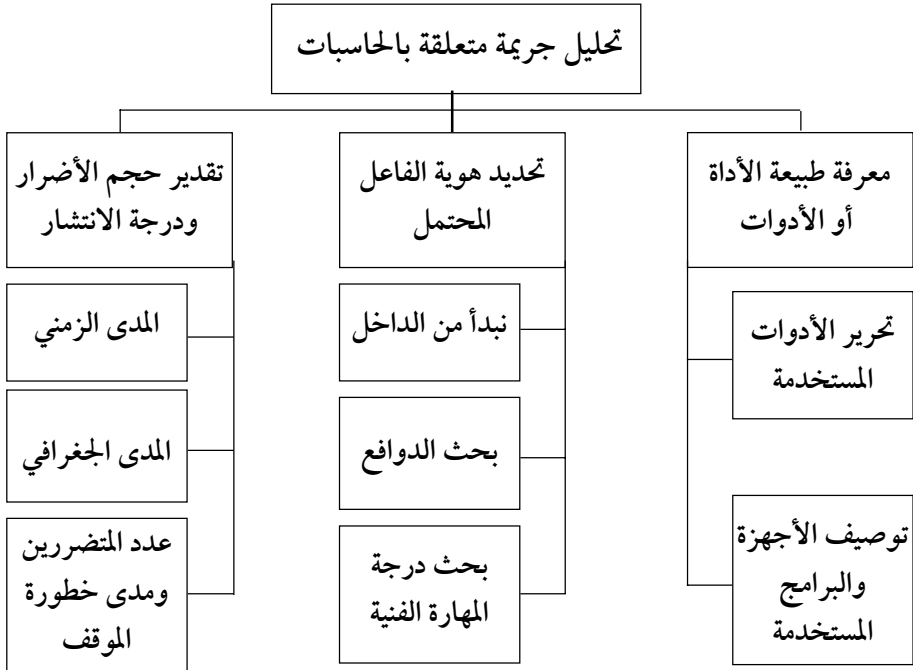 تحليل جريمة متعلقة بالحاسبات
معرفة طبيعة الأداة
أو الأدوات
تحرير الأدوات
المستخدمة
توصيف الأجهزة
والبرامج
المستخدمة
تحديد هوية الفاعل
المحتمل
نبدأ من الداخل
بحث الدوافع
بحث درجة
المهارة الفنية
تقدير حجم الأضرار
ودرجة الانتشار
المدى الزمني
المدى الجغرافي
عدد المتضررين
ومدى خطورة
الموقف